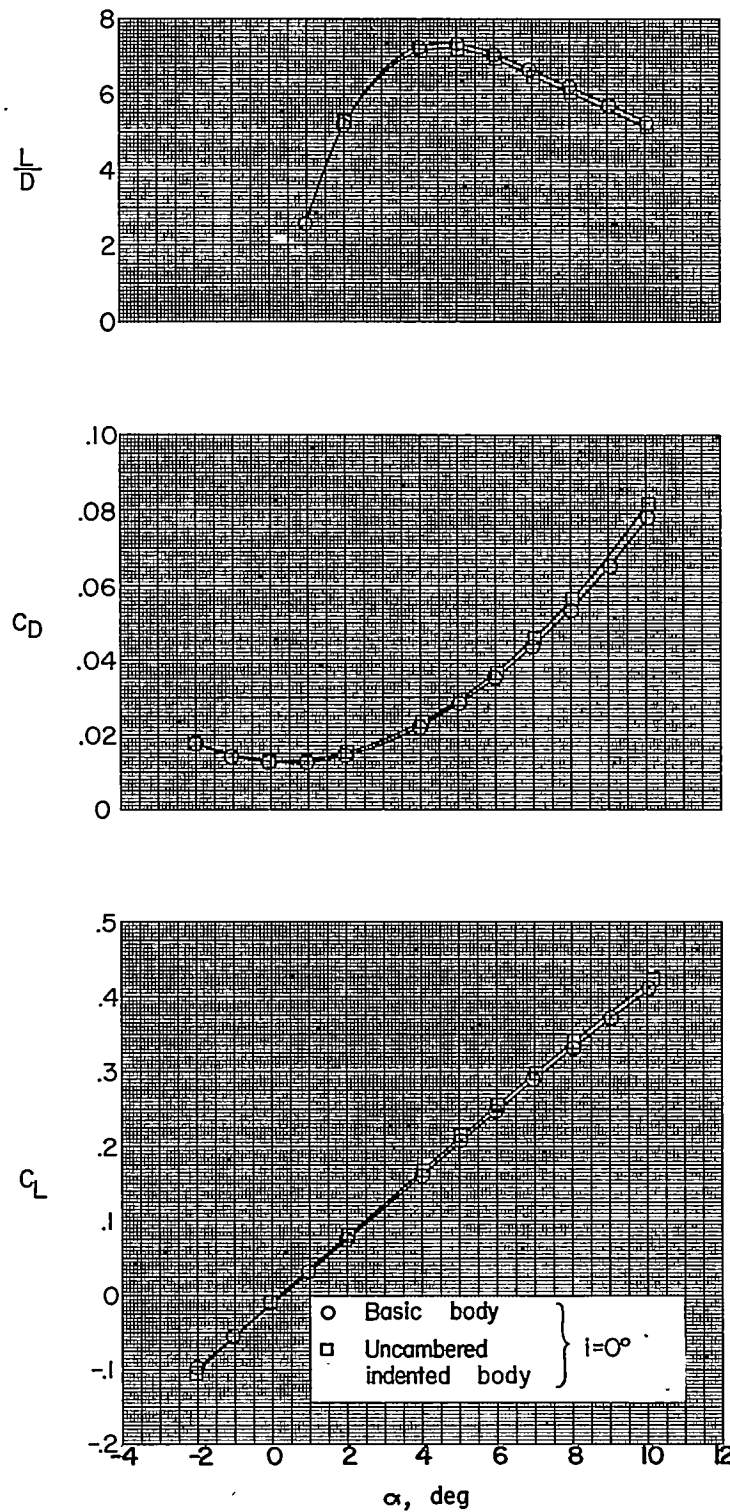 8
6
L/D
4
2
0
.10
.08
.06
C_D
.04
.02
0
.5
.4
.3
.2
C_L
.1
0
Basic body
Uncambered
indented body
i=0°
-.1
-.2
-4 -2 0 2 4 6 8 10 12
α, deg